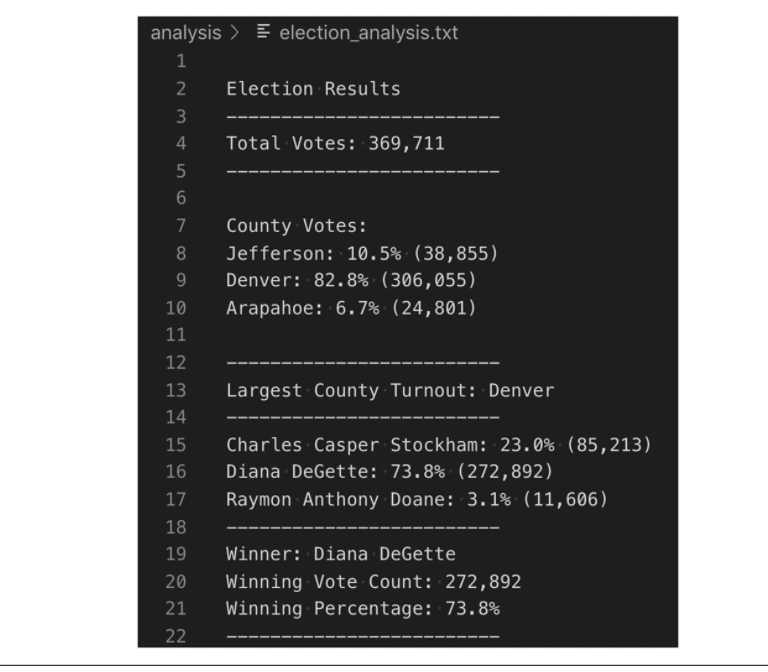 analysis > election_analysis.txt
1
2 Election Results
3 -------------------------
4 Total Votes: 369,711
5 -------------------------
6
7 County Votes:
8 Jefferson: 10.5% (38,855)
9 Denver: 82.8% (306,055)
10 Arapahoe: 6.7% (24,801)
11
12 -------------------------
13 Largest County Turnout: Denver
14 -------------------------
15 Charles Casper Stockham: 23.0% (85,213)
16 Diana DeGette: 73.8% (272,892)
17 Raymon Anthony Doane: 3.1% (11,606)
18 -------------------------
19 Winner: Diana DeGette
20 Winning Vote Count: 272,892
21 Winning Percentage: 73.8%
22 -------------------------